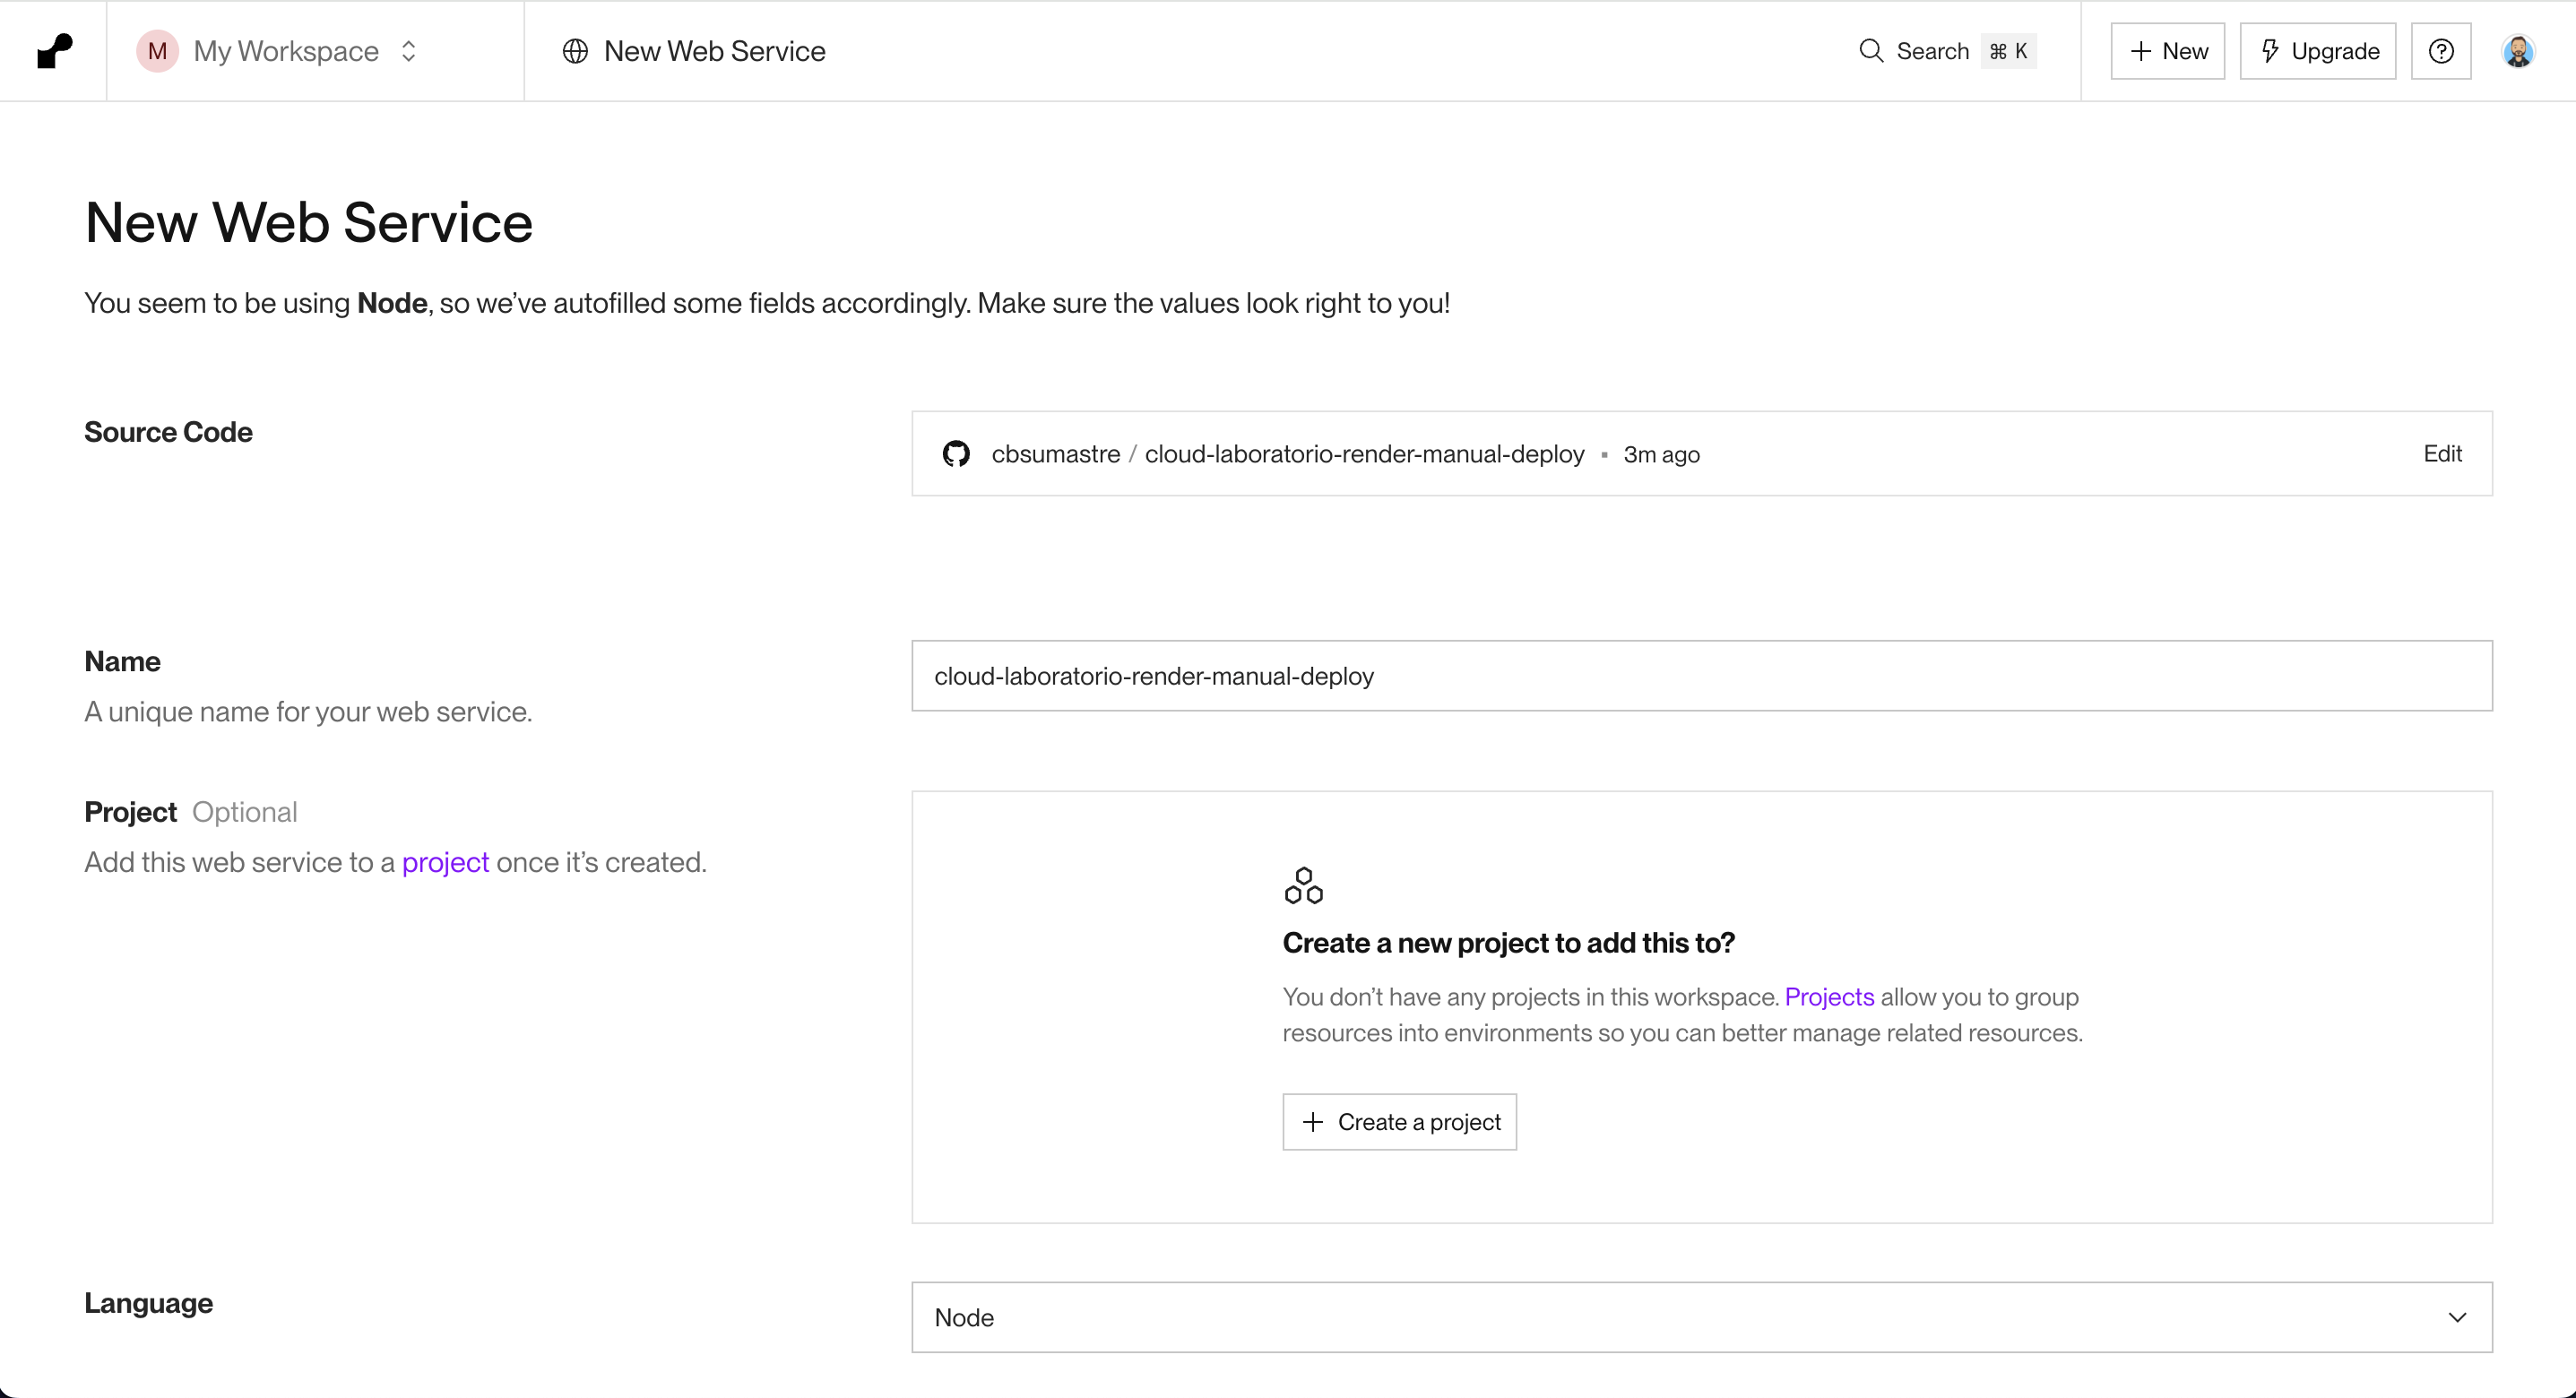 M My Workspace
New Web Service
Search ⌘ K
New
Upgrade
New Web Service
You seem to be using Node, so we’ve autofilled some fields accordingly. Make sure the values look right to you!
Source Code
cbsumastre / cloud-laboratorio-render-manual-deploy ▪ 3m ago
Edit
Name
A unique name for your web service.
cloud-laboratorio-render-manual-deploy
Project Optional
Add this web service to a project once it’s created.
Create a new project to add this to?
You don’t have any projects in this workspace. Projects allow you to group
resources into environments so you can better manage related resources.
Create a project
Language
Node